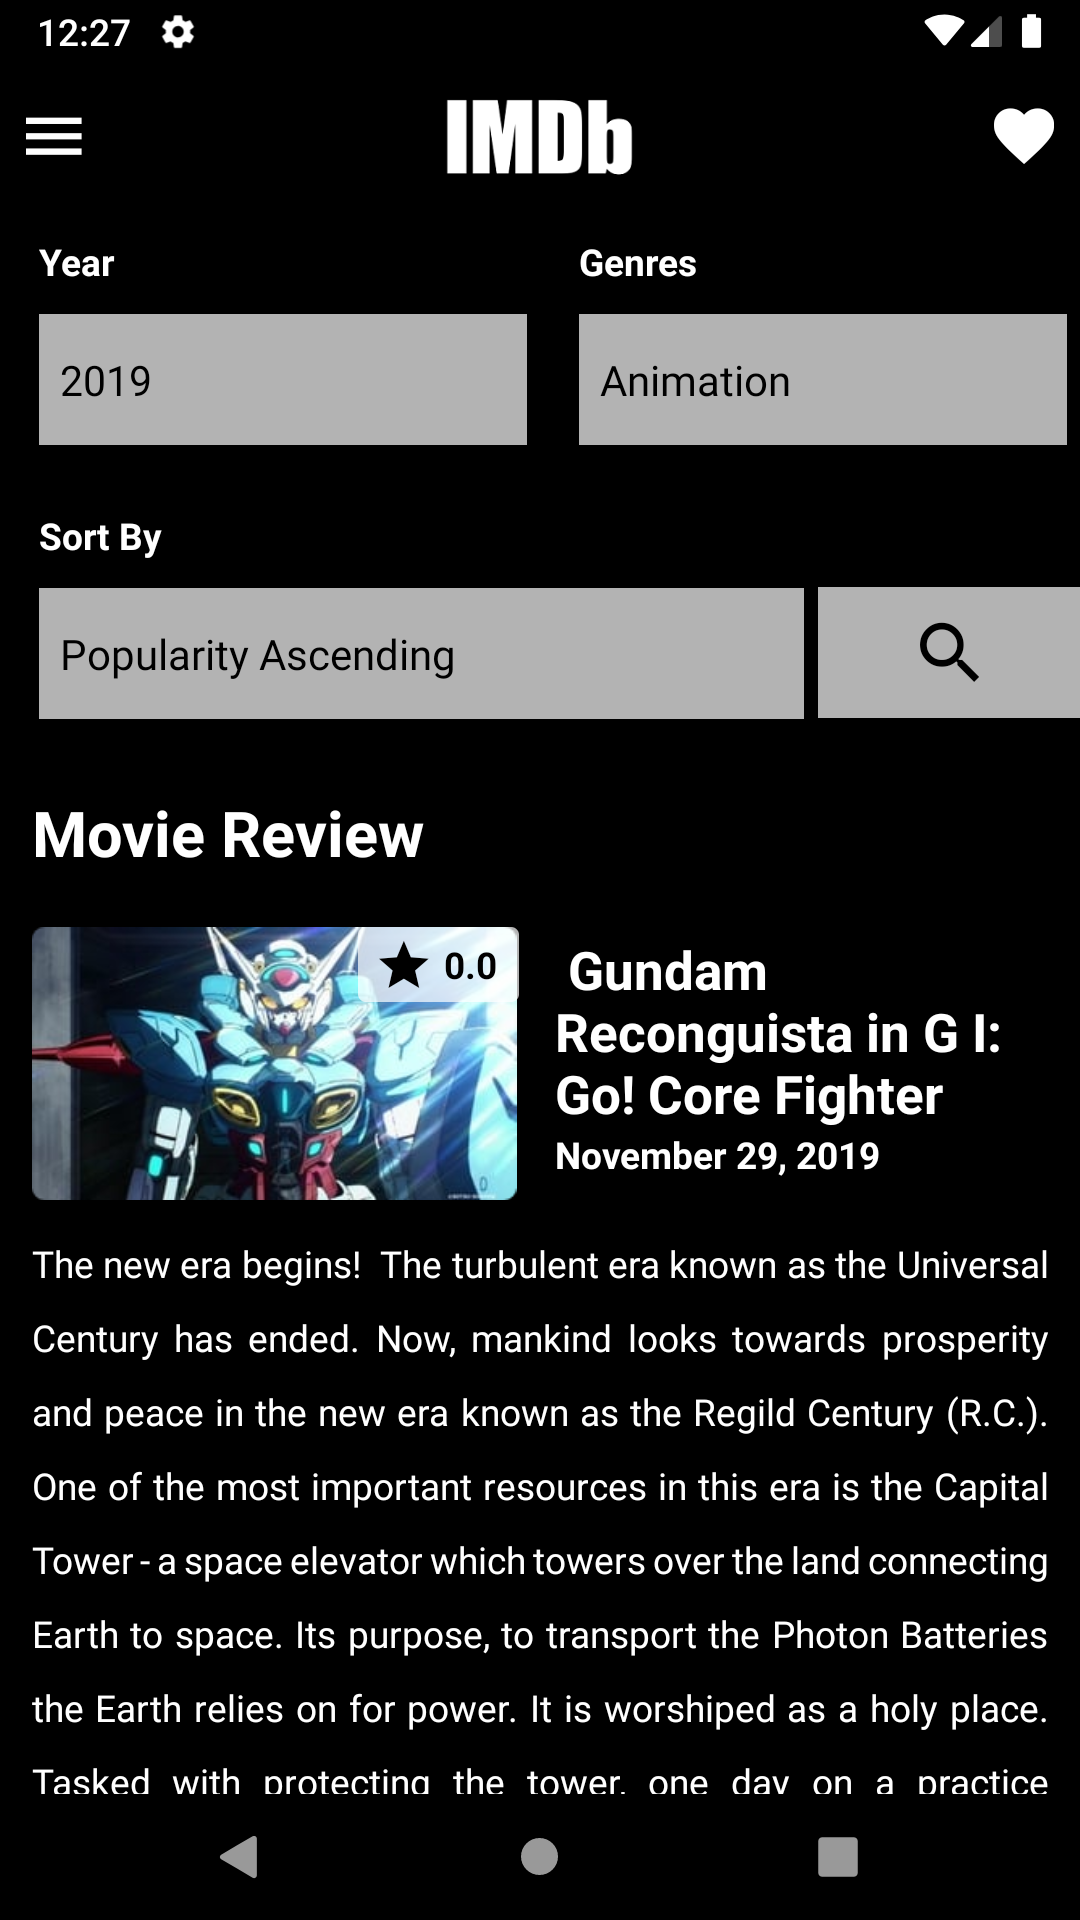 12:27
IMDb
Year
Genres
2019
Animation
Sort By
Popularity Ascending
Movie Review
0.0
Gundam
Reconguista in G I:
Go! Core Fighter
November 29, 2019
The new era begins!  The turbulent era known as the Universal
Century has ended. Now, mankind looks towards prosperity
and peace in the new era known as the Regild Century (R.C.).
One of the most important resources in this era is the Capital
Tower - a space elevator which towers over the land connecting
Earth to space. Its purpose, to transport the Photon Batteries
the Earth relies on for power. It is worshiped as a holy place.
Tasked with protecting the tower, one day on a practice